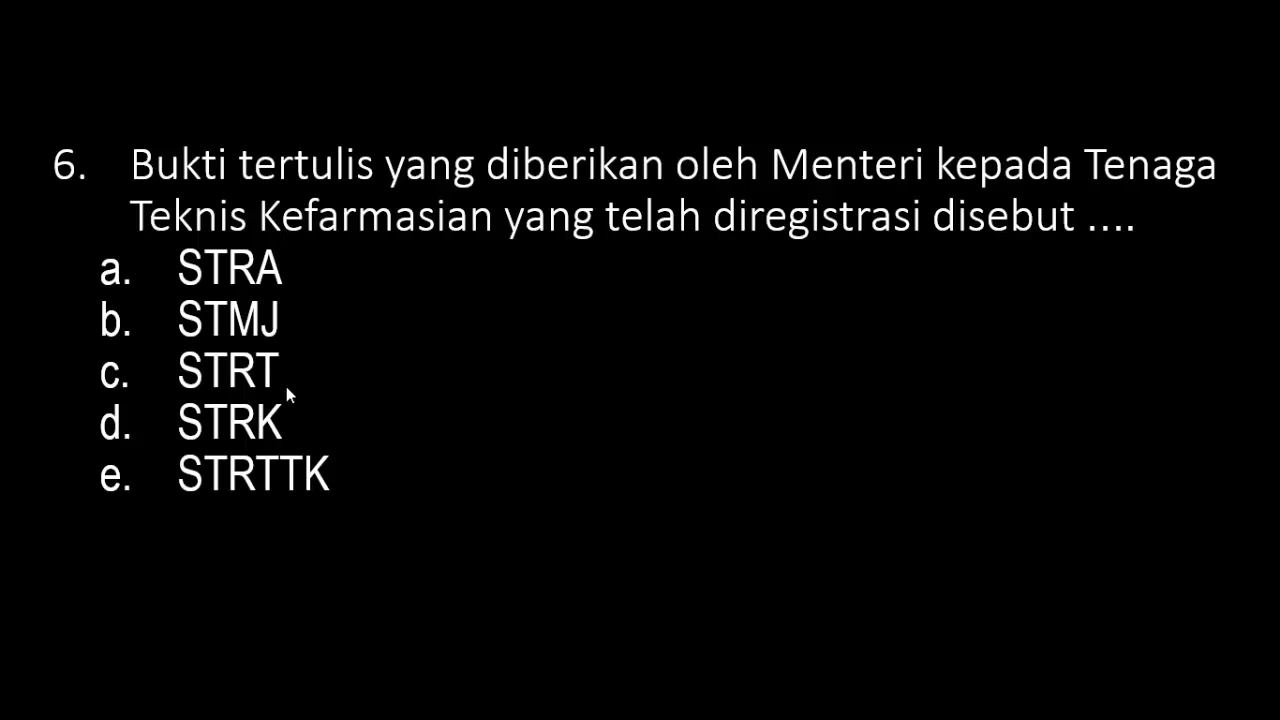 6. Bukti tertulis yang diberikan oleh Menteri kepada Tenaga
Teknis Kefarmasian yang telah diregistrasi disebut ....
a. STRA
b. STMJ
c. STRT
d. STRK
e. STRTTK